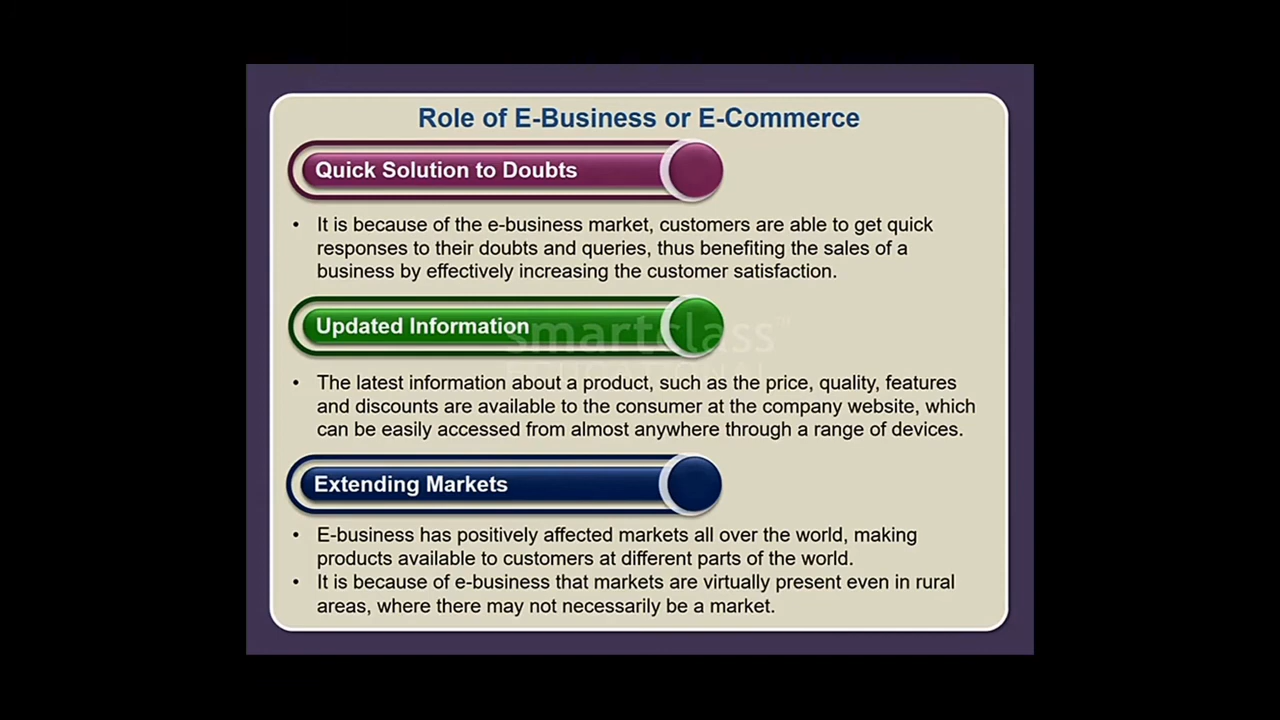 Role of E-Business or E-Commerce
Quick Solution to Doubts
• It is because of the e-business market, customers are able to get quick
responses to their doubts and queries, thus benefiting the sales of a
business by effectively increasing the customer satisfaction.
Updated Information
smartclass™
EDUCATIONAL
• The latest information about a product, such as the price, quality, features
and discounts are available to the consumer at the company website, which
can be easily accessed from almost anywhere through a range of devices.
Extending Markets
• E-business has positively affected markets all over the world, making
products available to customers at different parts of the world.
• It is because of e-business that markets are virtually present even in rural
areas, where there may not necessarily be a market.